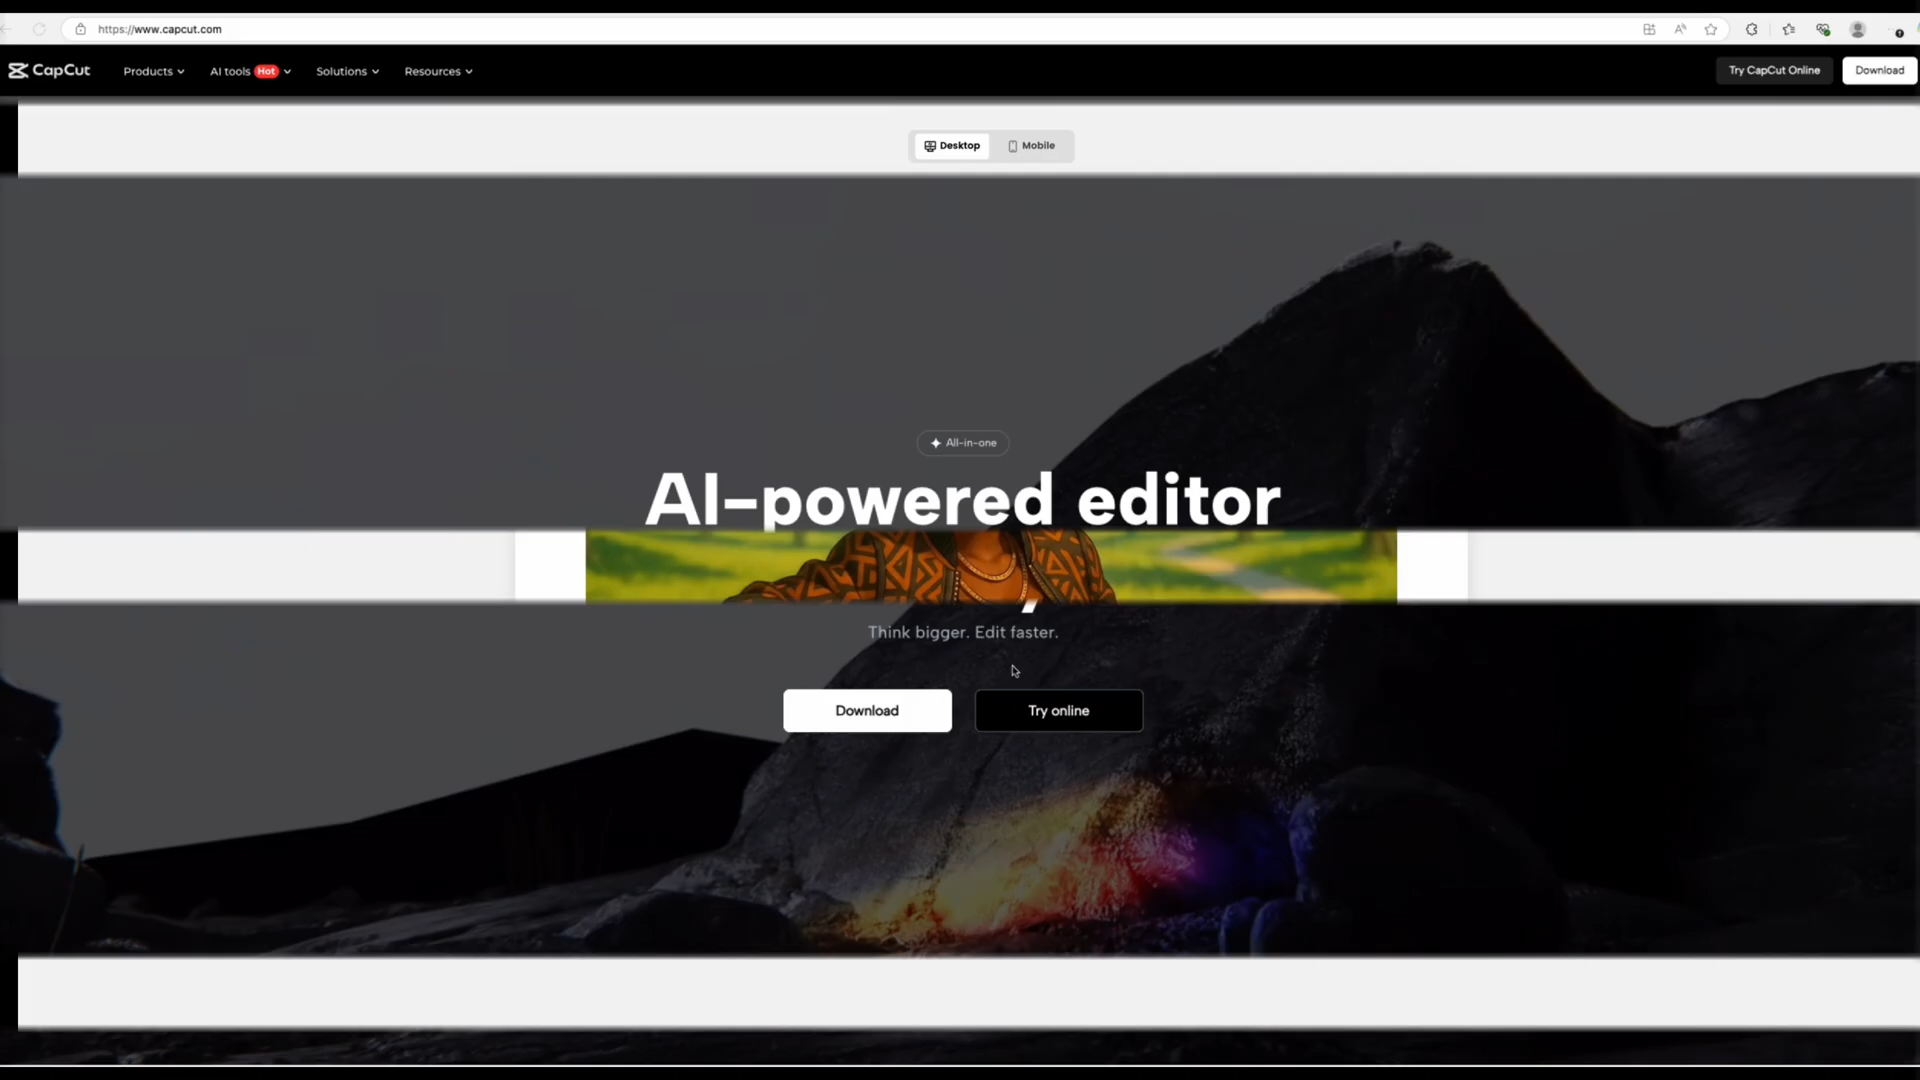 https://www.capcut.com
CapCut Products AI tools Hot Solutions Resources Try CapCut Online Download
Desktop Mobile
All-in-one
AI-powered editor
Think bigger. Edit faster.
Download Try online